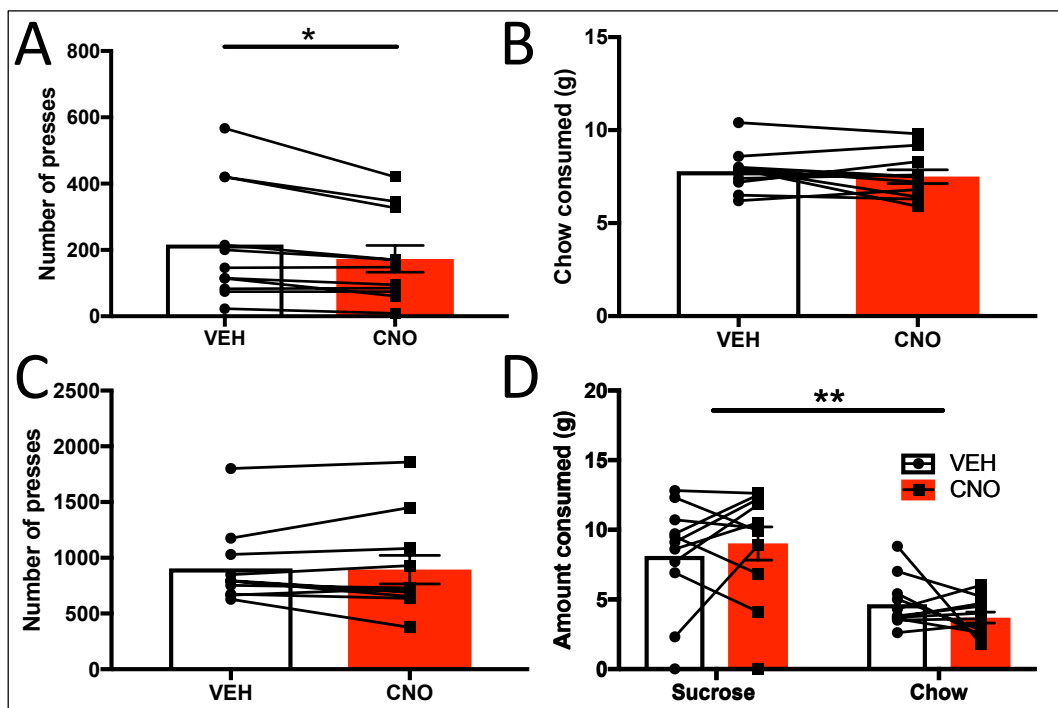 A
*
Number of presses
800
600
400
200
0
VEH
CNO
B
Chow consumed (g)
15
10
5
0
VEH
CNO
C
Number of presses
2500
2000
1500
1000
500
0
VEH
CNO
D
**
Amount consumed (g)
20
15
10
5
0
VEH
CNO
Sucrose
Chow